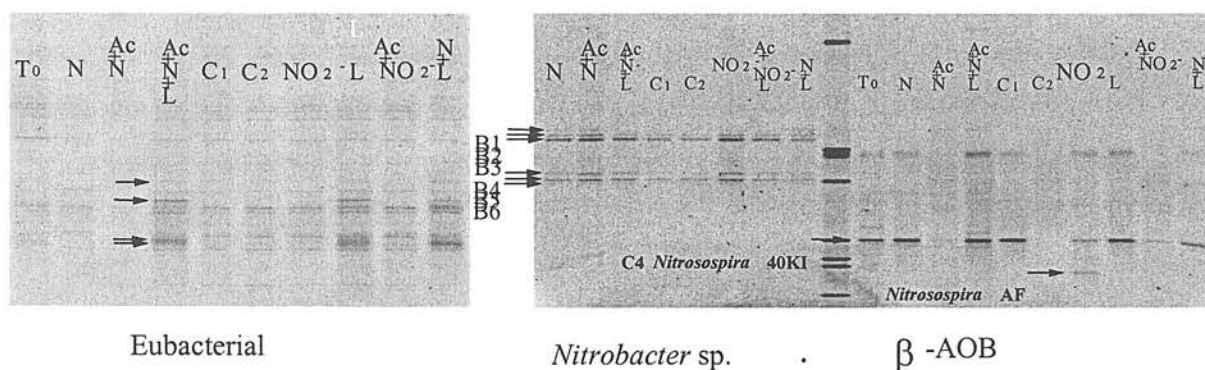 T0 N Ac + N Ac + N + L C1 C2 NO2- L Ac + NO2- N + L
B1
B2
B3
B4
B5
B6
N Ac + N Ac + N + L C1 C2 NO2- Ac + NO2- L N + L
T0 N Ac + N Ac + N + L C1 C2 NO2 L Ac + NO2- N + L
C4 Nitrosospira 40KI
Nitrosospira AF
Eubacterial
Nitrobacter sp. . β -AOB